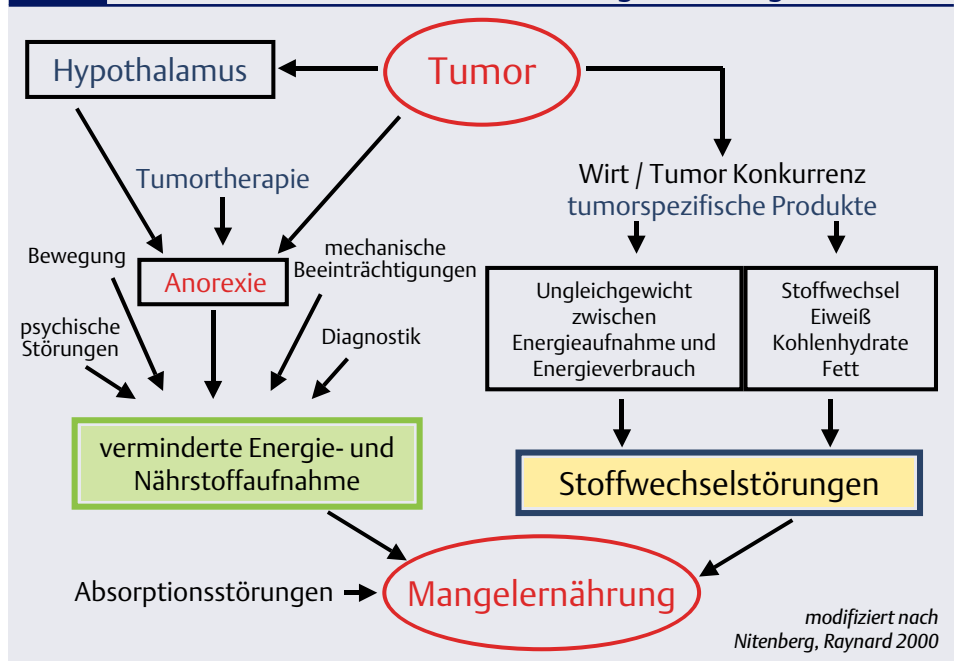 Hypothalamus
Tumor
Tumortherapie
Wirt / Tumor Konkurrenz
tumorspezifische Produkte
Bewegung
mechanische
Beeinträchtigungen
Anorexie
psychische
Störungen
Diagnostik
Ungleichgewicht
zwischen
Energieaufnahme und
Energieverbrauch
Stoffwechsel
Eiweiß
Kohlenhydrate
Fett
verminderte Energie- und
Nährstoffaufnahme
Stoffwechselstörungen
Absorptionsstörungen
Mangelernährung
modifiziert nach
Nitenberg, Raynard 2000